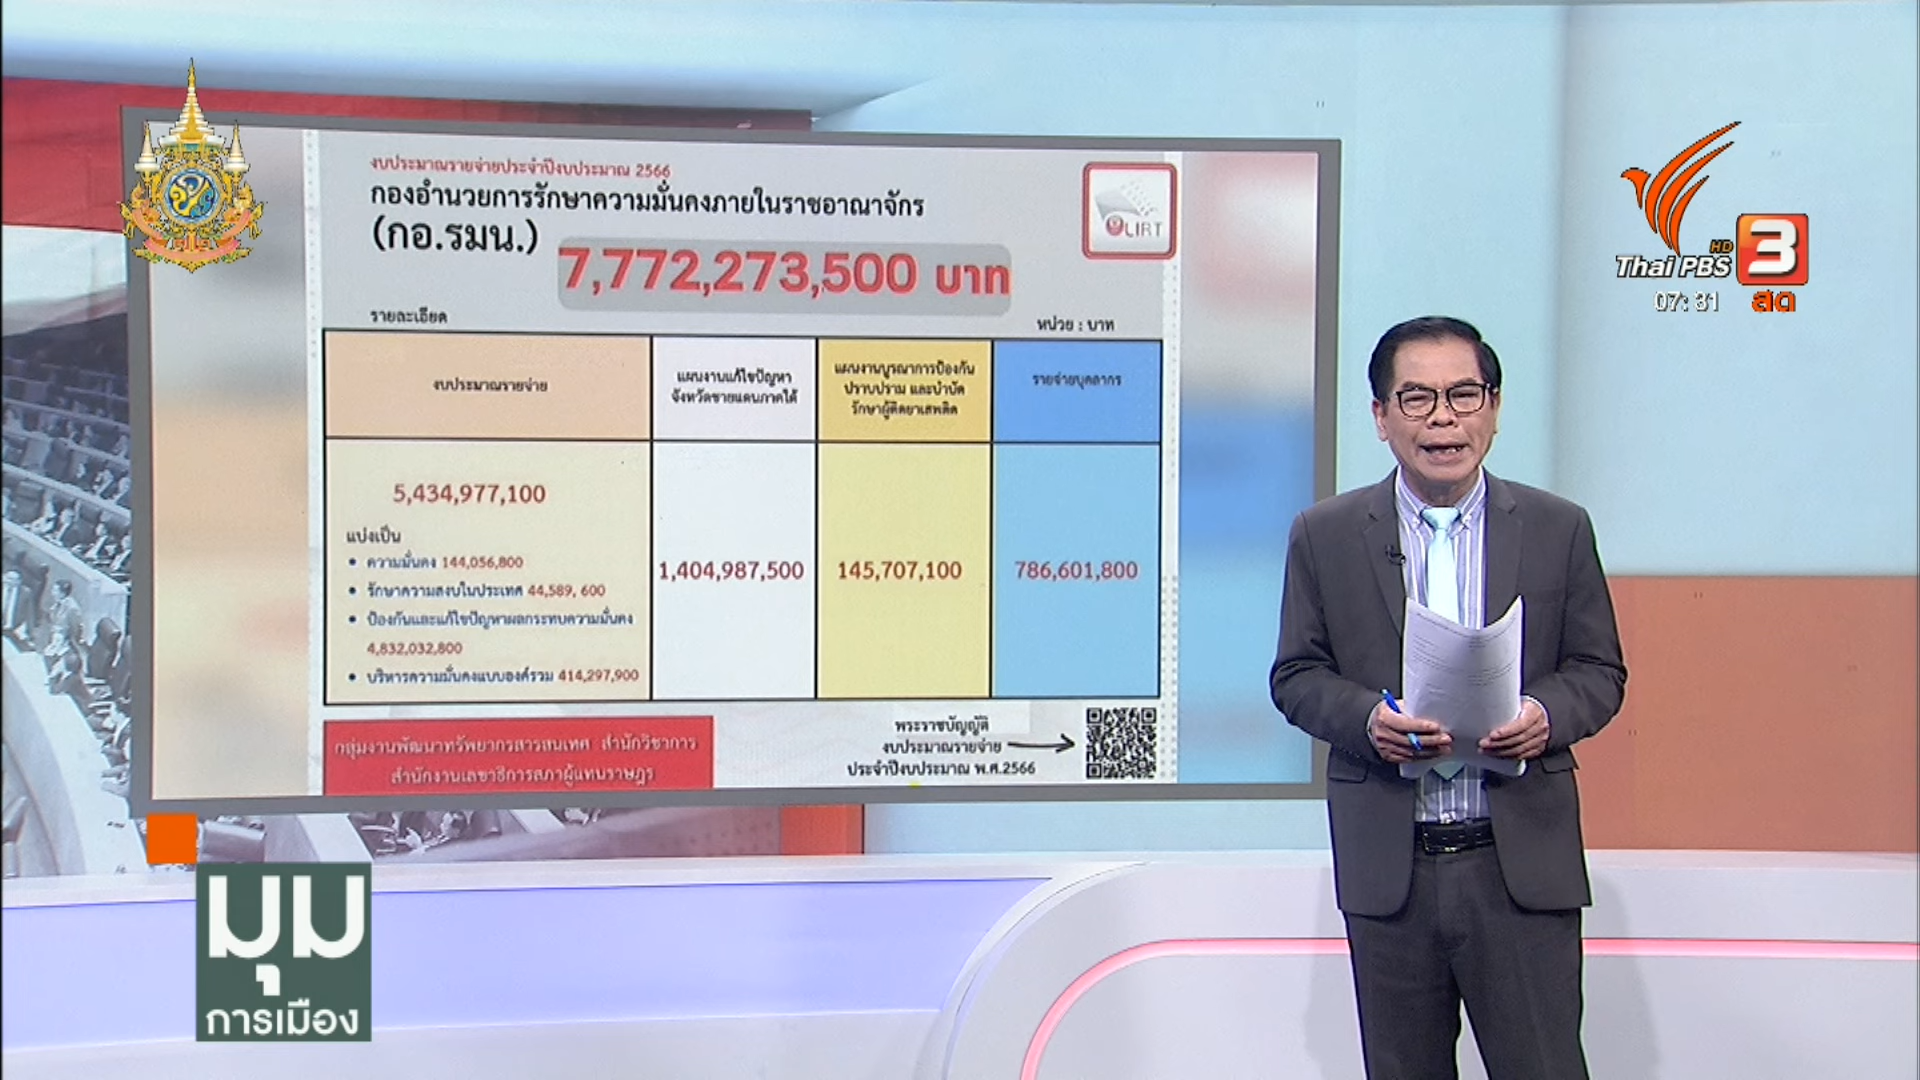 งบประมาณรายจ่ายประจำปีงบประมาณ 2566
กองอำนวยการรักษาความมั่นคงภายในราชอาณาจักร
(กอ.รมน.)
7,772,273,500 บาท
LIRT
รายละเอียด
หน่วย : บาท
งบประมาณรายจ่าย
แผนงานแก้ไขปัญหา
จังหวัดชายแดนภาคใต้
แผนงานบูรณาการป้องกัน
ปราบปราม และบำบัด
รักษาผู้ติดยาเสพติด
รายจ่ายบุคลากร
5,434,977,100
แบ่งเป็น
• ความมั่นคง 144,056,800
• รักษาความสงบในประเทศ 44,589, 600
• ป้องกันและแก้ไขปัญหาผลกระทบความมั่นคง
4,832,032,800
• บริหารความมั่นคงแบบองค์รวม 414,297,900
1,404,987,500
145,707,100
786,601,800
กลุ่มงานพัฒนาทรัพยากรสารสนเทศ สำนักวิชาการ
สำนักงานเลขาธิการสภาผู้แทนราษฎร
พระราชบัญญัติ
งบประมาณรายจ่าย
ประจำปีงบประมาณ พ.ศ.2566
Thai PBS HD 3
07:31 สด
มุม
การเมือง